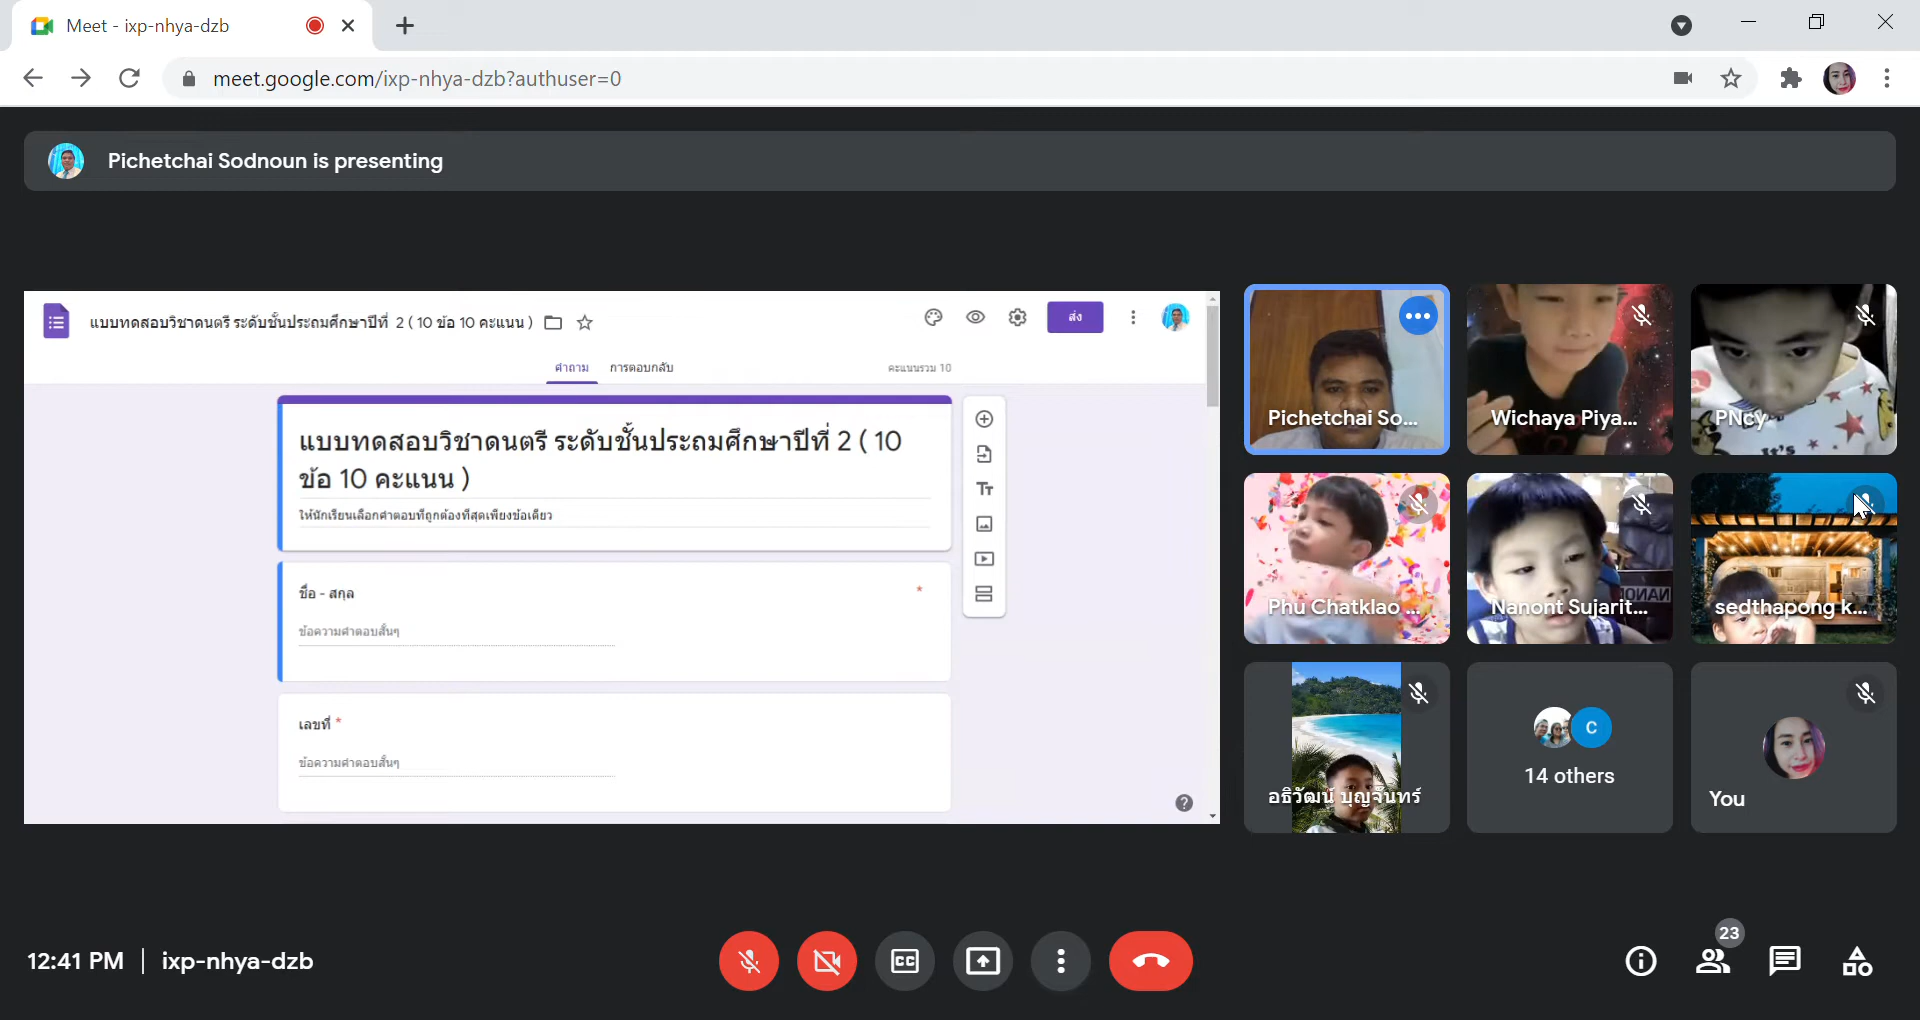 Meet - ixp-nhya-dzb
meet.google.com/ixp-nhya-dzb?authuser=0
Pichetchai Sodnoun is presenting
แบบทดสอบวิชาดนตรี ระดับชั้นประถมศึกษาปีที่ 2 ( 10 ข้อ 10 คะแนน )
ส่ง
คำถาม การตอบกลับ
คะแนนรวม 10
แบบทดสอบวิชาดนตรี ระดับชั้นประถมศึกษาปีที่ 2 ( 10
ข้อ 10 คะแนน )
ให้นักเรียนเลือกคำตอบที่ถูกต้องที่สุดเพียงข้อเดียว
ชื่อ - สกุล *
ข้อความคำตอบสั้นๆ
เลขที่ *
ข้อความคำตอบสั้นๆ
Tт
Pichetchai So...
Wichaya Piya...
PNcy
It's
Phu Chatklao ...
Nanont Sujarit...
sedthapong k...
อธิวัฒน์ บุญจันทร์
C
14 others
You
12:41 PM | ixp-nhya-dzb
CC
23